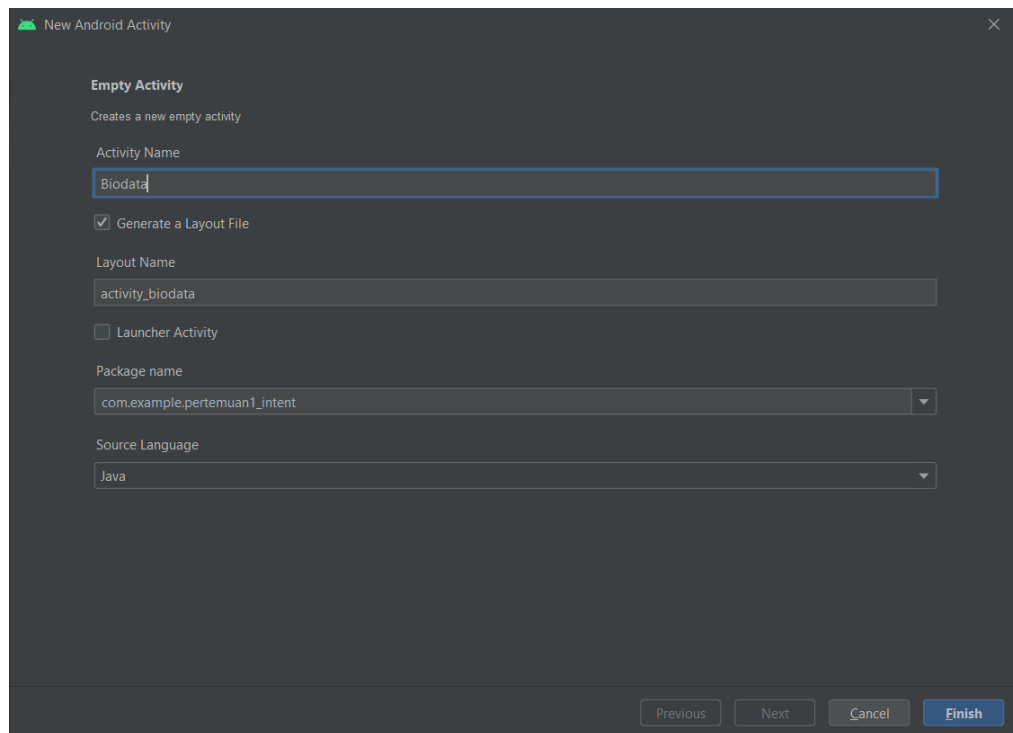 New Android Activity
Empty Activity
Creates a new empty activity
Activity Name
Biodata
Generate a Layout File
Layout Name
activity_biodata
Launcher Activity
Package name
com.example.pertemuan1_intent
Source Language
Java
Previous Next Cancel Finish